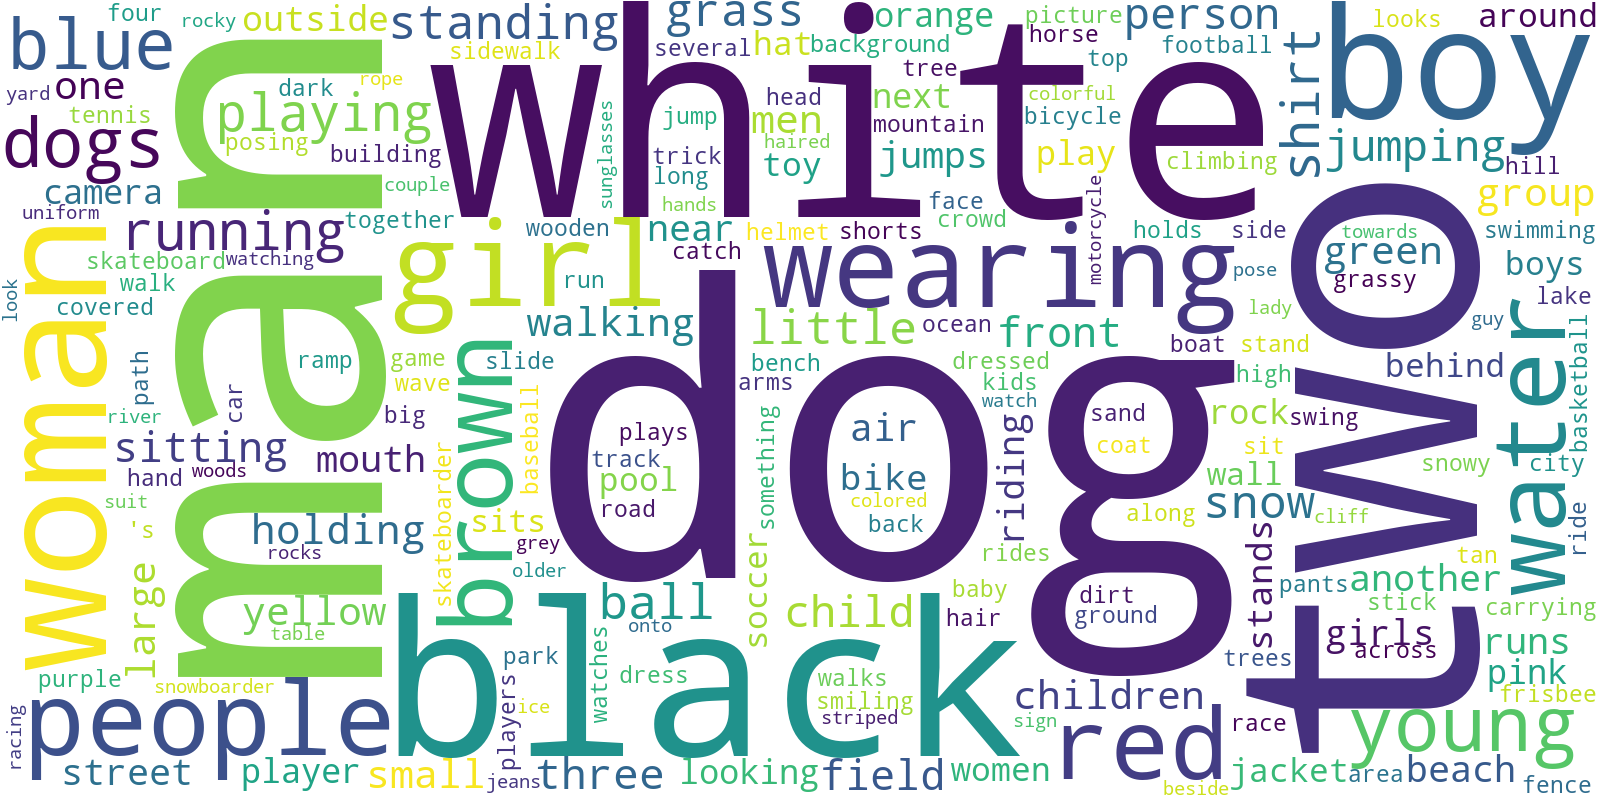 four
rocky
outside
standing
grass
orange
picture
person
looks
around
blue
sidewalk
several
hat
background
horse
football
boy
yard
one
dark
rope
white
tree
top
shirt
tennis
playing
head
next
colorful
dogs
posing
building
jump
men
mountain
bicycle
jumping
camera
couple
sunglasses
trick
haired
toy
jumps
play
climbing
hill
long
uniform
together
hands
face
crowd
motorcycle
group
running
wooden
near
helmet
shorts
holds
side
towards
swimming
skateboard
watching
girl
catch
wearing
pose
green
boys
look
walk
run
grassy
lake
covered
man
woman
walking
little
ocean
front
lady
guy
two
water
ramp
game
slide
bench
dressed
boat
stand
behind
basketball
path
car
wave
brown
dog
arms
kids
high
river
big
baseball
watch
sand
rock
swing
sitting
mouth
plays
air
riding
coat
sit
hand
woods
track
pool
bike
wall
snowy
city
suit
skateboarder
road
something
colored
snow
's
holding
sits
back
along
cliff
ride
rocks
grey
soccer
rides
stands
tan
large
older
baby
dirt
pants
another
yellow
ball
child
hair
ground
stick
carrying
table
black
onto
girls
runs
across
purple
park
watches
dress
walks
trees
pink
snowboarder
smiling
children
frisbee
people
players
ice
striped
sign
red
race
young
racing
street
player
small
jeans
three
looking
field
women
jacket
area
beach
beside
fence